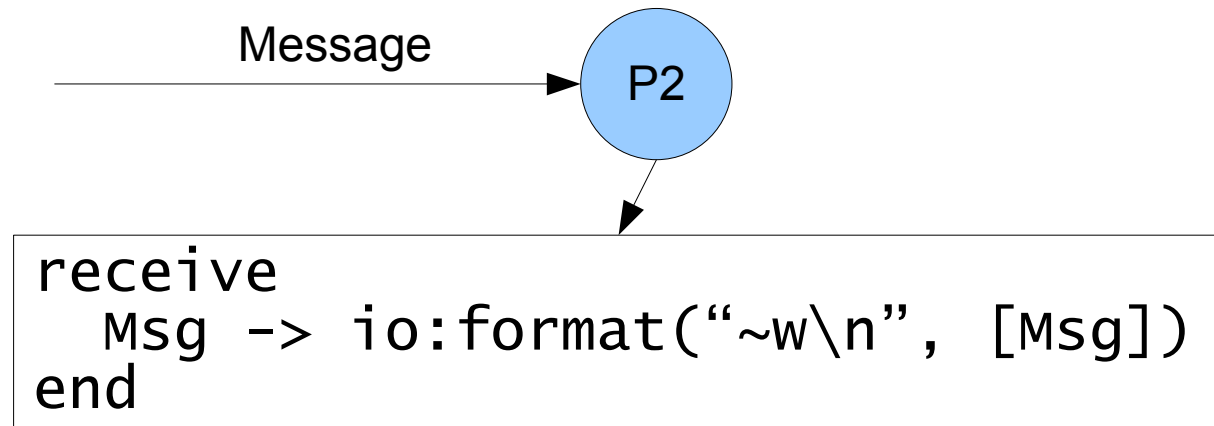 Message
P2
receive
  Msg -> io:format(“~w\n”, [Msg])
end